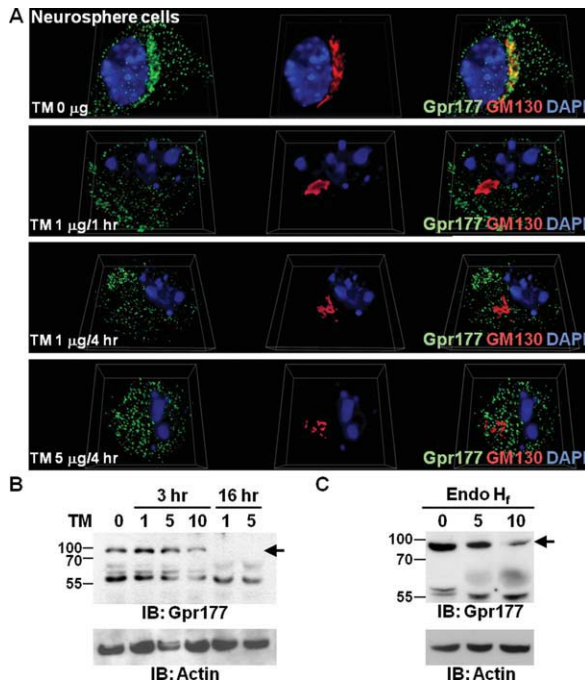 A
Neurosphere cells
TM 0 µg
Gpr177 GM130 DAPI
TM 1 µg/1 hr
Gpr177 GM130 DAPI
TM 1 µg/4 hr
Gpr177 GM130 DAPI
TM 5 µg/4 hr
Gpr177 GM130 DAPI
B
3 hr 16 hr
TM 0 1 5 10 1 5
100
70
55
IB: Gpr177
IB: Actin
C
Endo Hf
0 5 10
100
70
55
IB: Gpr177
IB: Actin